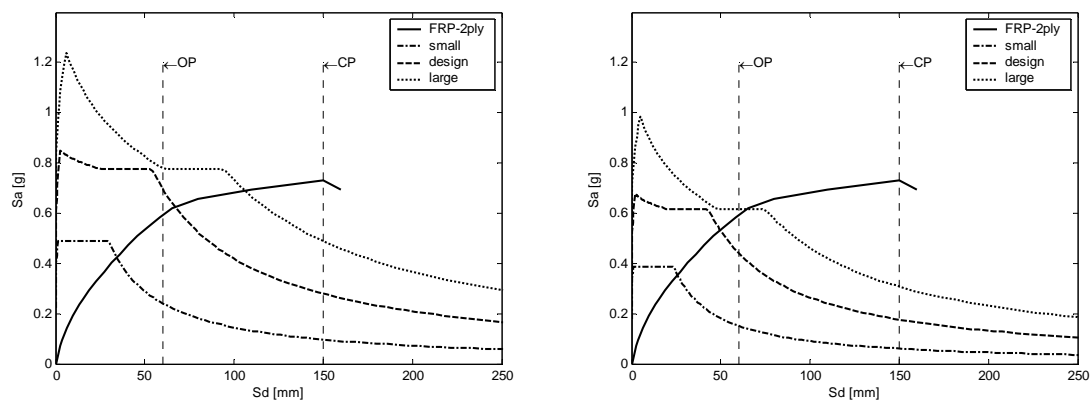 FRP-2ply
small
design
large
←OP
←CP
1.2
1
0.8
0.6
0.4
0.2
0
Sa [g]
0 50 100 150 200 250
Sd [mm]
FRP-2ply
small
design
large
←OP
←CP
1.2
1
0.8
0.6
0.4
0.2
0
Sa [g]
0 50 100 150 200 250
Sd [mm]